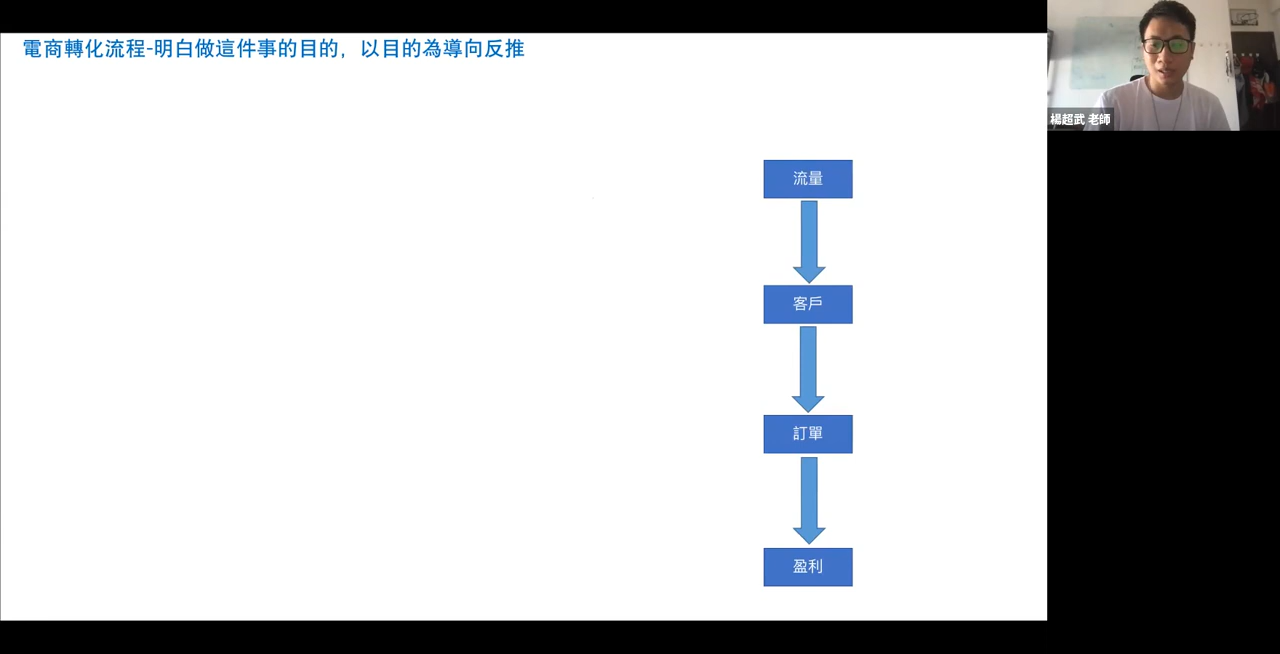 電商轉化流程-明白做這件事的目的，以目的為導向反推
楊超武 老師
流量
客戶
訂單
盈利